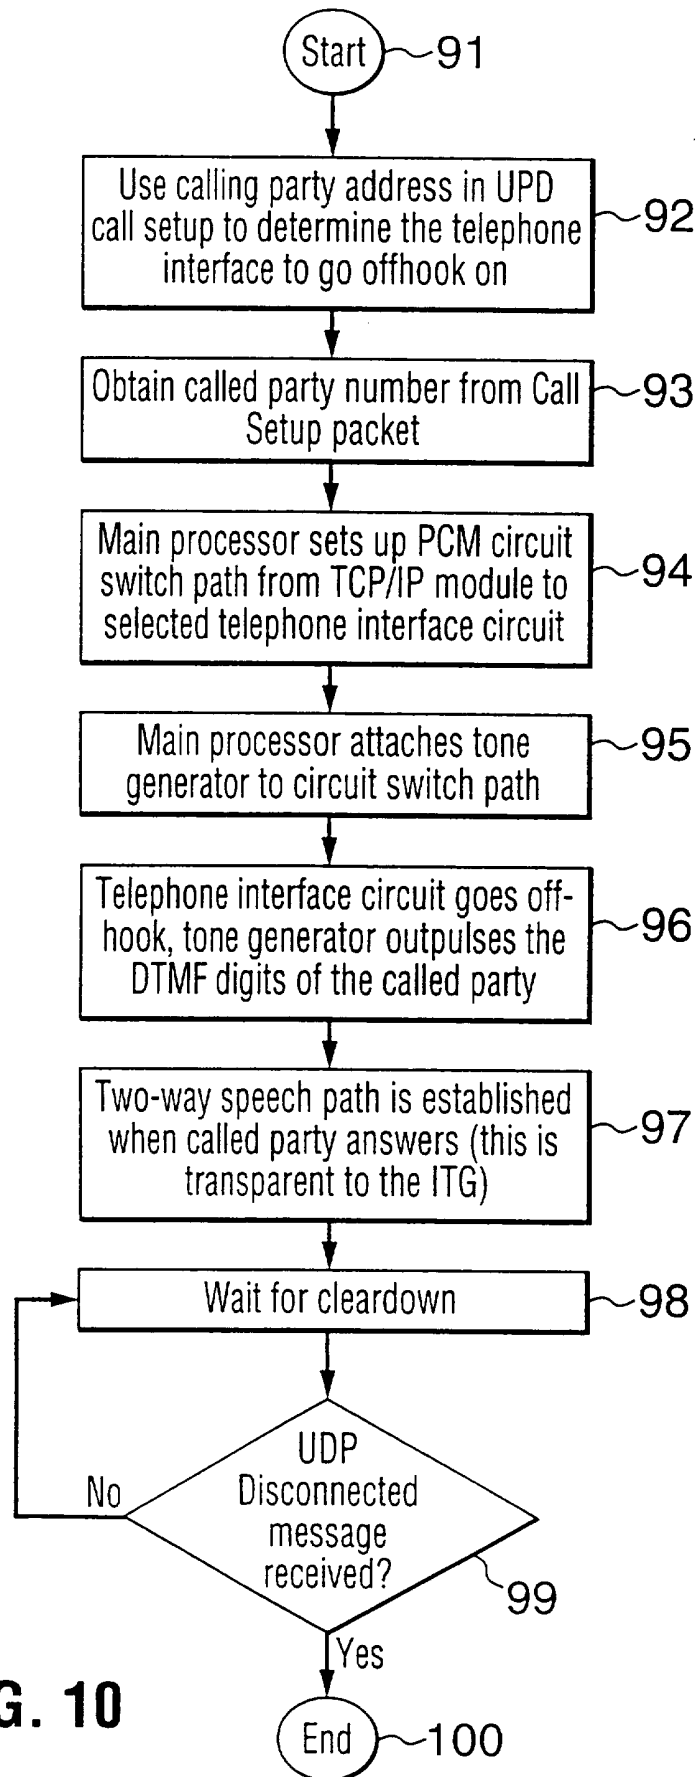 Start
91
Use calling party address in UPD
call setup to determine the telephone
interface to go offhook on
92
Obtain called party number from Call
Setup packet
93
Main processor sets up PCM circuit
switch path from TCP/IP module to
selected telephone interface circuit
94
Main processor attaches tone
generator to circuit switch path
95
Telephone interface circuit goes off-
hook, tone generator outpulses the
DTMF digits of the called party
96
Two-way speech path is established
when called party answers (this is
transparent to the ITG)
97
Wait for cleardown
98
UDP
Disconnected
message
received?
No
99
Yes
G. 10
End
100